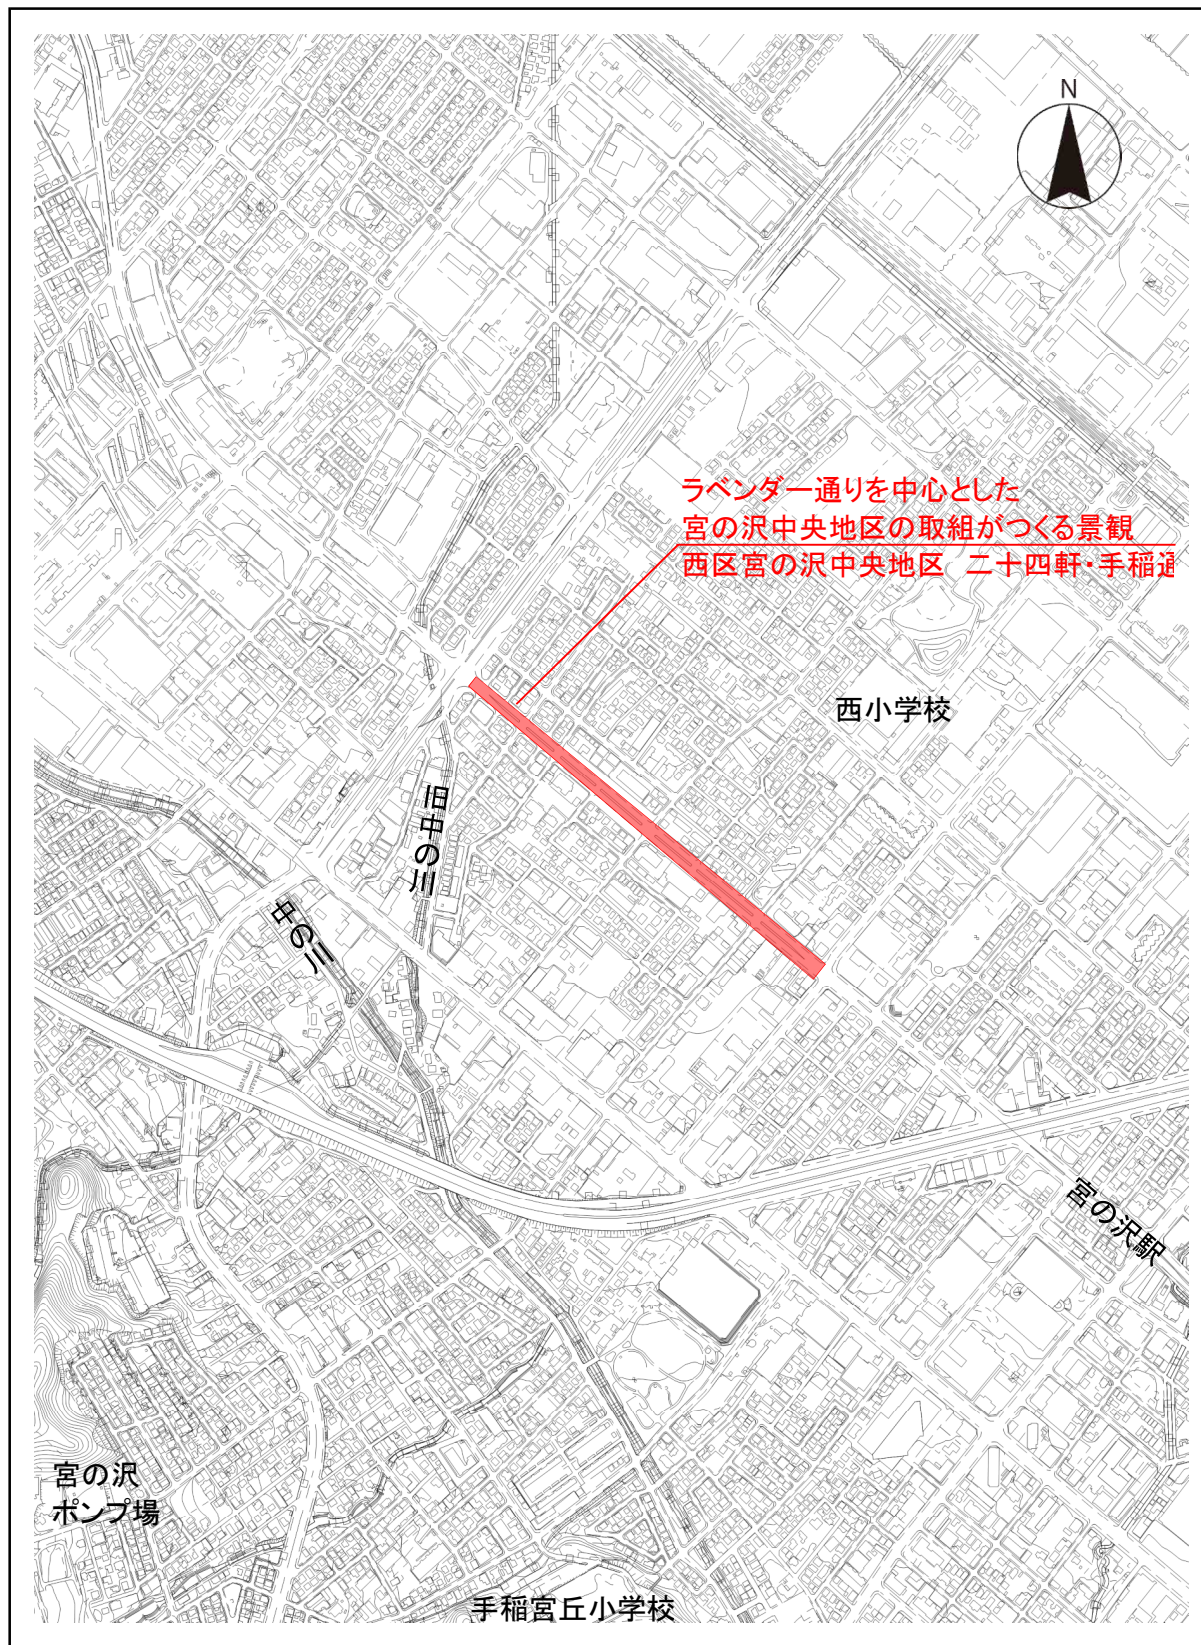 N
ラベンダー通りを中心とした
宮の沢中央地区の取組がつくる景観
西区宮の沢中央地区 二十四軒・手稲通
西小学校
旧中の川
中の川
宮の沢駅
宮の沢
ポンプ場
手稲宮丘小学校